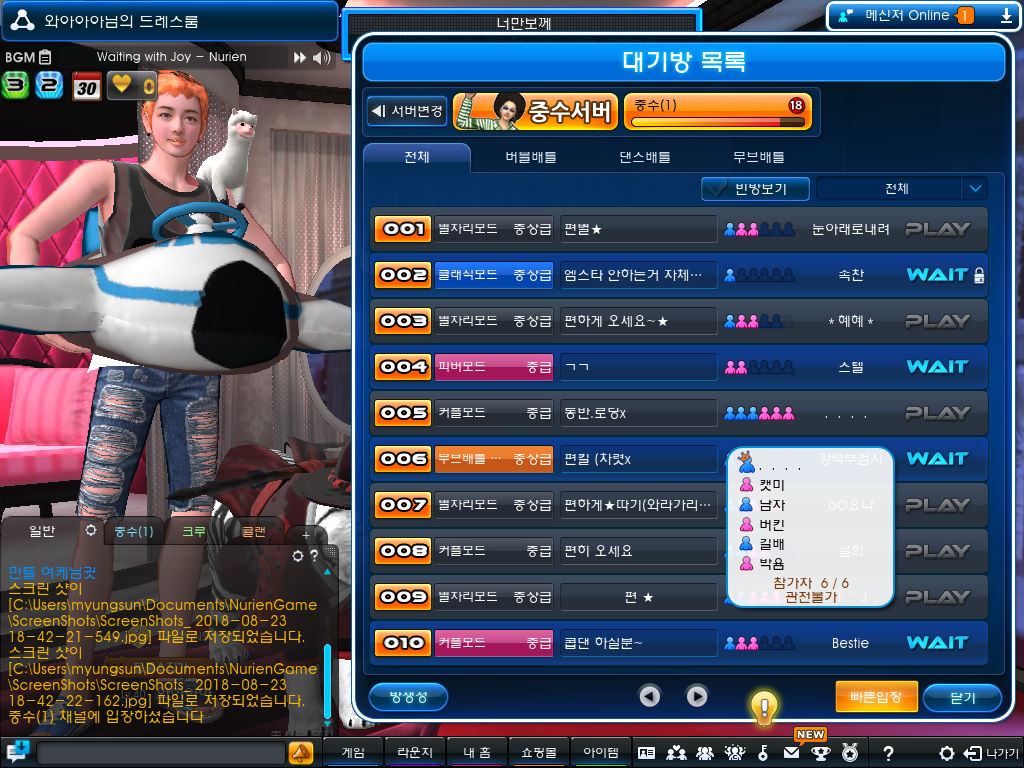 와아아아님의 드레스룸
너만보께
메신저 Online 1
BGM Waiting with Joy - Nurien
3 2 30 0
대기방 목록
서버변경
중수서버
중수(1) 18
전체 버블배틀 댄스배틀 무브배틀
빈방보기 전체
001 별자리모드 중상급 편별★ 눈아래로내려 PLAY
002 클래식모드 중상급 엠스타 안하는거 자체… 속찬 WAIT
003 별자리모드 중상급 편하게 오세요~★ *혜혜* PLAY
004 피버모드 중급 ㄱㄱ 스텔 WAIT
005 커플모드 중급 동반.로딩x . . . . PLAY
006 무브배틀 … 중상급 편킬 (차렷x 강력부검사 WAIT
007 별자리모드 중상급 편하게★따기(와라가리… oO요나 PLAY
008 커플모드 중급 편히 오세요 PLAY
009 별자리모드 중상급 편 ★ PLAY
010 커플모드 중급 콥댄 하실분~ Bestie WAIT
. . . .
캣미
남자
버킨
길배
박음
참가자 6 / 6
관전불가
방생성
빠른입장
닫기
일반 중수(1) 크루 클랜 +
?
스크린 샷이
[C:\Users\myungsun\Documents\NurienGame
\ScreenShots\ScreenShots_2018-08-23
18-42-21-549.jpg] 파일로 저장되었습니다.
스크린 샷이
[C:\Users\myungsun\Documents\NurienGame
\ScreenShots\ScreenShots_2018-08-23
18-42-22-162.jpg] 파일로 저장되었습니다.
중수(1) 채널에 입장하셨습니다
NEW
게임 라운지 내 홈 쇼핑몰 아이템 ? 나가기